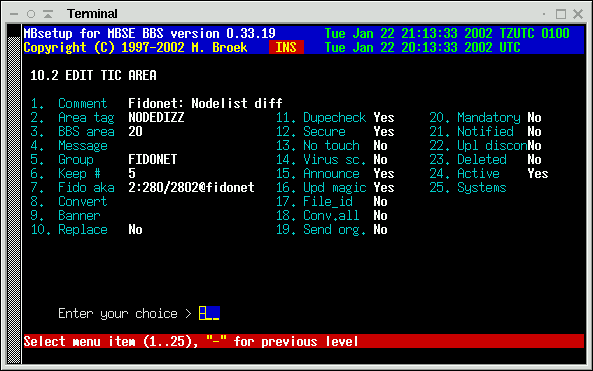 Terminal
MBsetup for MBSE BBS version 0.33.19 Tue Jan 22 21:13:33 2002 TZUTC 0100
Copyright (C) 1997-2002 M. Broek INS Tue Jan 22 20:13:33 2002 UTC
10.2 EDIT TIC AREA
1. Comment Fidonet: Nodelist diff
2. Area tag NODEDIZZ 11. Dupecheck Yes 20. Mandatory No
3. BBS area 20 12. Secure Yes 21. Notified No
4. Message 13. No touch No 22. Upl disconNo
5. Group FIDONET 14. Virus sc. No 23. Deleted No
6. Keep # 5 15. Announce Yes 24. Active Yes
7. Fido aka 2:280/2802@fidonet 16. Upd magic Yes 25. Systems
8. Convert 17. File_id No
9. Banner 18. Conv.all No
10. Replace No 19. Send org. No
Enter your choice > -__
Select menu item (1..25), "-" for previous level